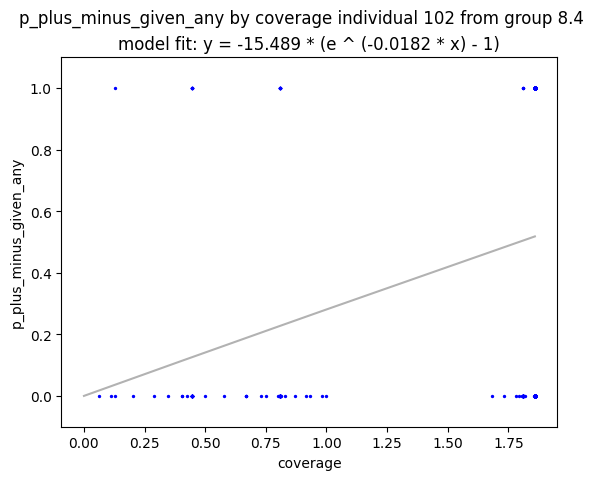 p_plus_minus_given_any by coverage individual 102 from group 8.4
model fit: y = -15.489 * (e ^ (-0.0182 * x) - 1)
1.0
0.8
0.6
0.4
0.2
0.0
p_plus_minus_given_any
0.00 0.25 0.50 0.75 1.00 1.25 1.50 1.75
coverage